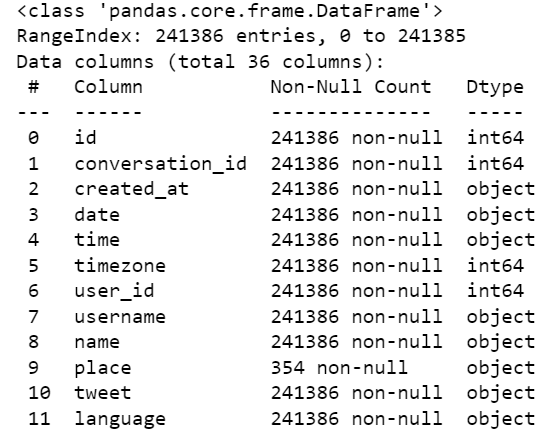 <class 'pandas.core.frame.DataFrame'>
RangeIndex: 241386 entries, 0 to 241385
Data columns (total 36 columns):
 #   Column           Non-Null Count   Dtype
---  ------           --------------   -----
 0   id               241386 non-null  int64
 1   conversation_id  241386 non-null  int64
 2   created_at       241386 non-null  object
 3   date             241386 non-null  object
 4   time             241386 non-null  object
 5   timezone         241386 non-null  int64
 6   user_id          241386 non-null  int64
 7   username         241386 non-null  object
 8   name             241386 non-null  object
 9   place            354 non-null     object
 10  tweet            241386 non-null  object
 11  language         241386 non-null  object